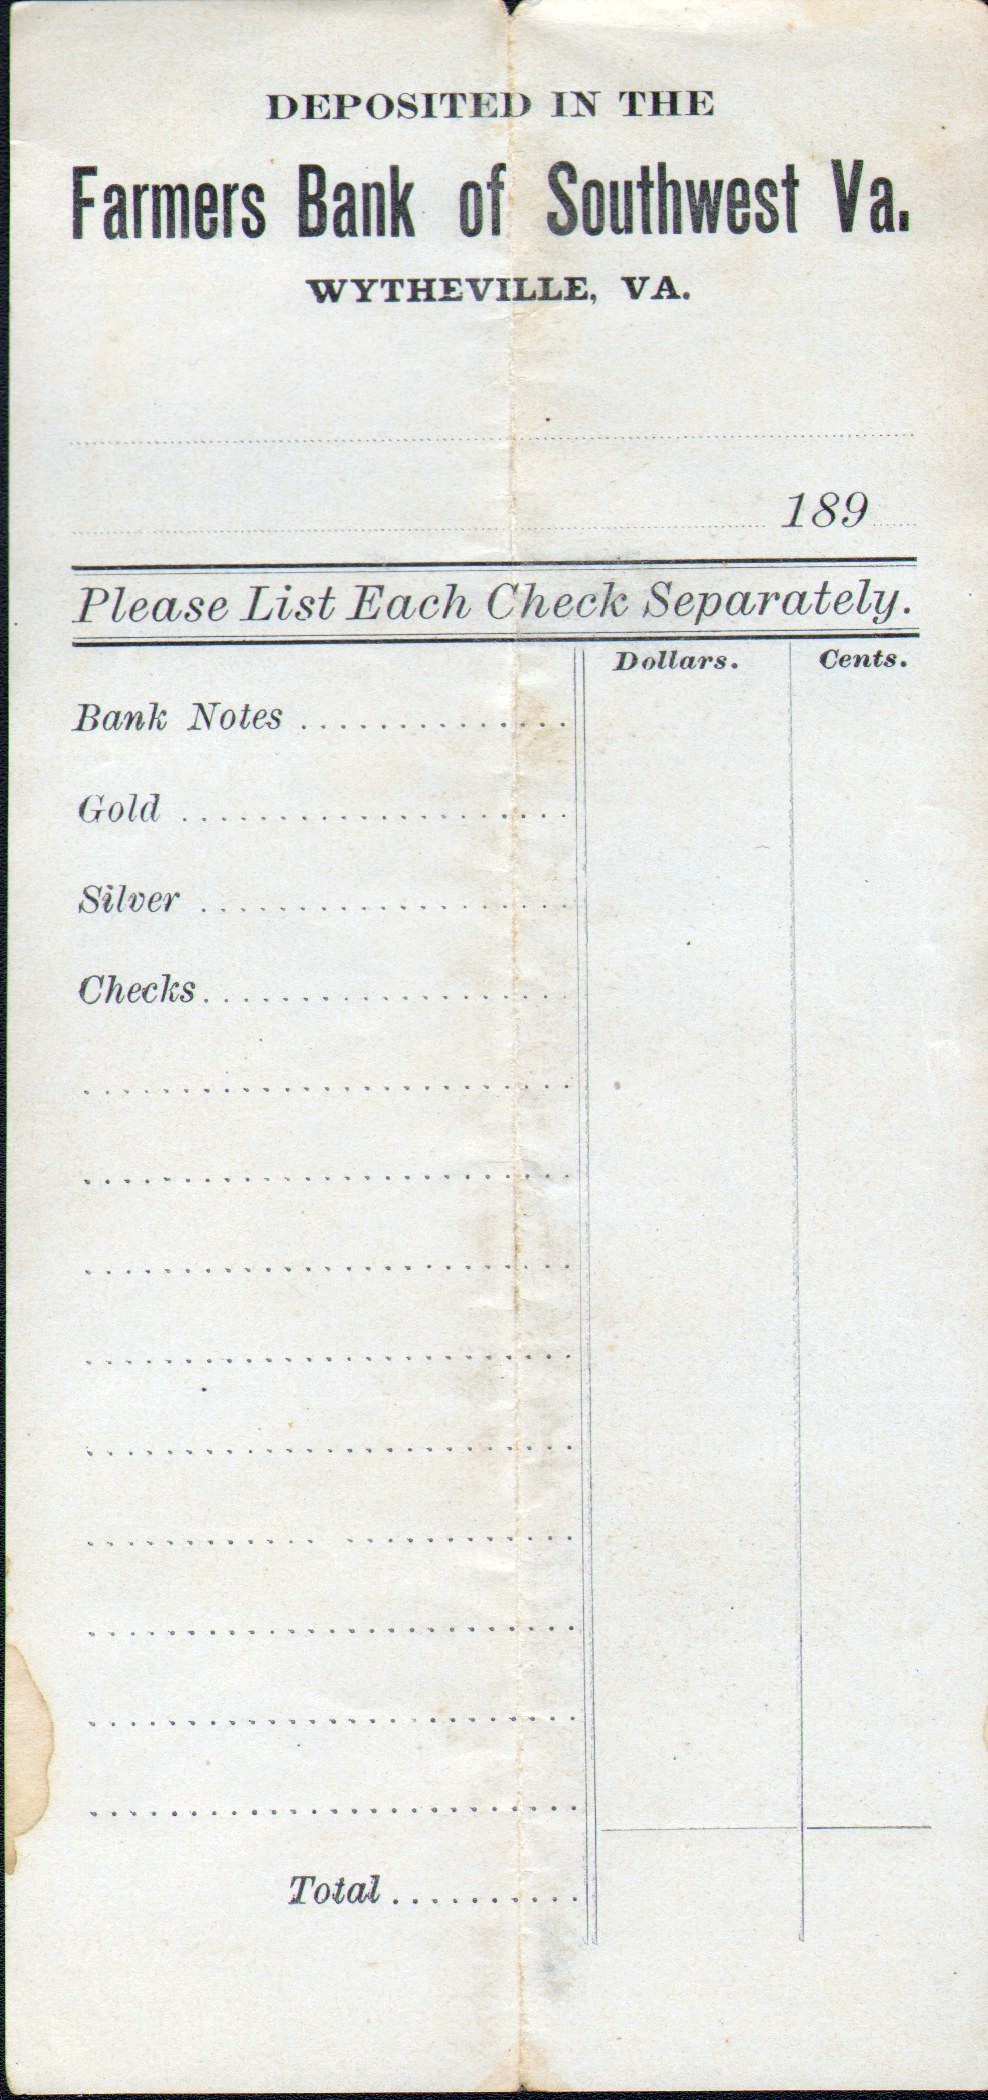 DEPOSITED IN THE
Farmers Bank of Southwest Va.
WYTHEVILLE, VA.
189
Please List Each Check Separately.
Dollars. Cents.
Bank Notes
Gold
Silver
Checks
Total